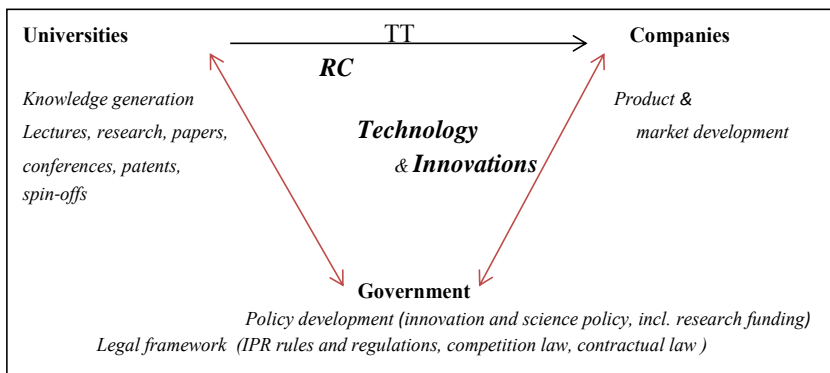 Universities TT Companies
RC
Knowledge generation Product &
Lectures, research, papers, Technology market development
conferences, patents, & Innovations
spin-offs
Government
Policy development (innovation and science policy, incl. research funding)
Legal framework (IPR rules and regulations, competition law, contractual law )